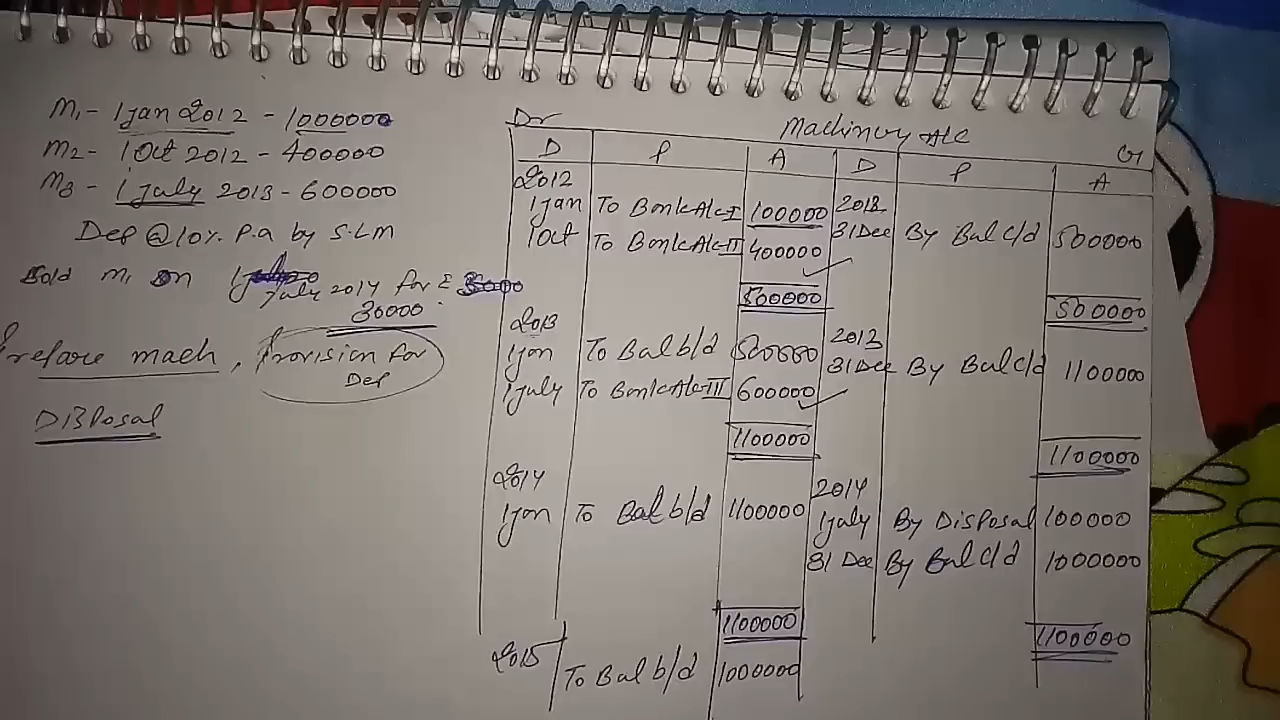 M1 - 1 Jan 2012 - 1000000
M2 - 1 Oct 2012 - 400000
M3 - 1 july 2013 - 600000
Dep @ 10% P.a by S.L.M
Sold M1 on 1 July 2014 for
30000
Prepare mach, Provision for
Dep
Disposal
Dr Machinery A/c Cr
D P A D P A
2012
1 Jan To Bank A/c I 100000 2012
1 Oct To Bank A/c II 400000 31 Dec By Bal c/d 500000
500000 500000
2013
1 Jan To Bal b/d 500000 2013 31 Dec By Bal c/d 1100000
1 July To Bank A/c III 600000
1100000 1100000
2014 2014
1 Jan To Bal b/d 1100000 1 July By Disposal 100000
31 Dec By Bal c/d 1000000
1100000 1100000
2015 To Bal b/d 1000000